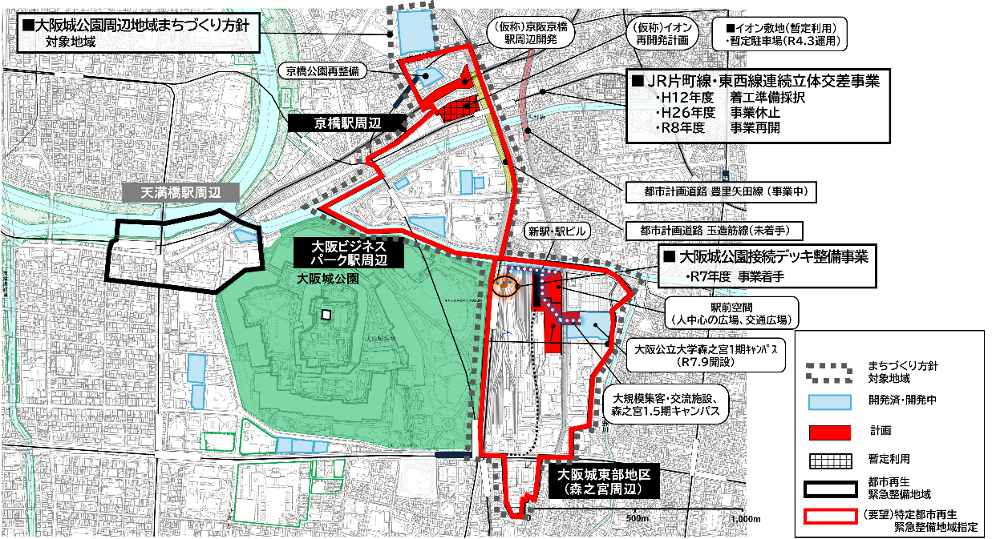 ■大阪城公園周辺地域まちづくり方針
対象地域
(仮称)京阪京橋
駅周辺開発
(仮称)イオン
再開発計画
■イオン敷地(暫定利用)
・暫定駐車場(R4.3運用)
京橋公園再整備
■ JR片町線・東西線連続立体交差事業
・H12年度 着工準備採択
・H26年度 事業休止
・R8年度 事業再開
京橋駅周辺
天満橋駅周辺
都市計画道路 豊里矢田線 (事業中)
新駅・駅ビル
都市計画道路 玉造筋線(未着手)
大阪ビジネス
パーク駅周辺
大阪城公園
■ 大阪城公園接続デッキ整備事業
・R7年度 事業着手
駅前空間
(人中心の広場、交通広場)
大阪公立大学森之宮1期ｷｬﾝﾊﾟｽ
(R7.9開設)
大規模集客・交流施設、
森之宮1.5期キャンパス
大阪城東部地区
(森之宮周辺)
0
500m
1,000m
まちづくり方針
対象地域
開発済・開発中
計画
暫定利用
都市再生
緊急整備地域
(要望)特定都市再生
緊急整備地域指定